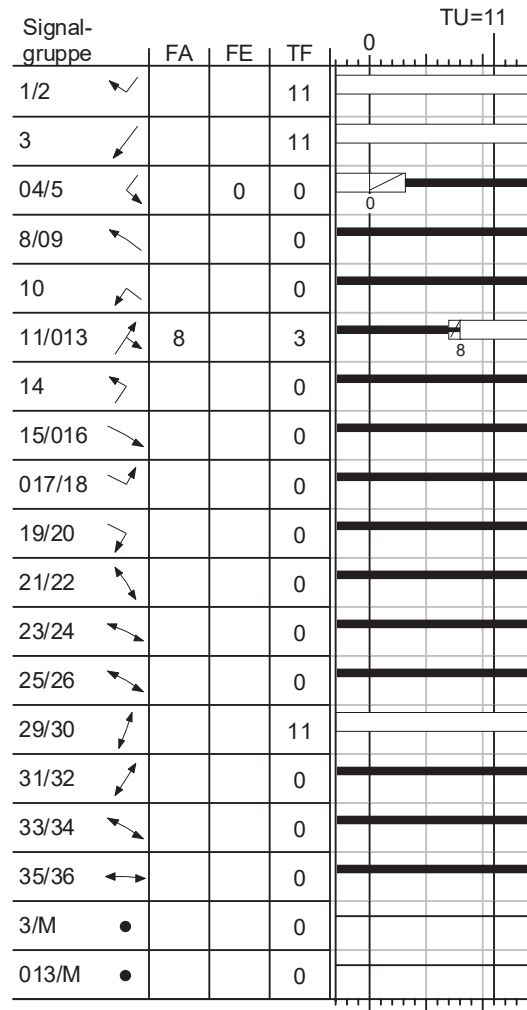 TU=11
Signal-
gruppe FA FE TF 0
1/2 11
3 11
04/5 0 0 0
8/09 0
10 0
11/013 8 3 8
14 0
15/016 0
017/18 0
19/20 0
21/22 0
23/24 0
25/26 0
29/30 11
31/32 0
33/34 0
35/36 0
3/M 0
013/M 0